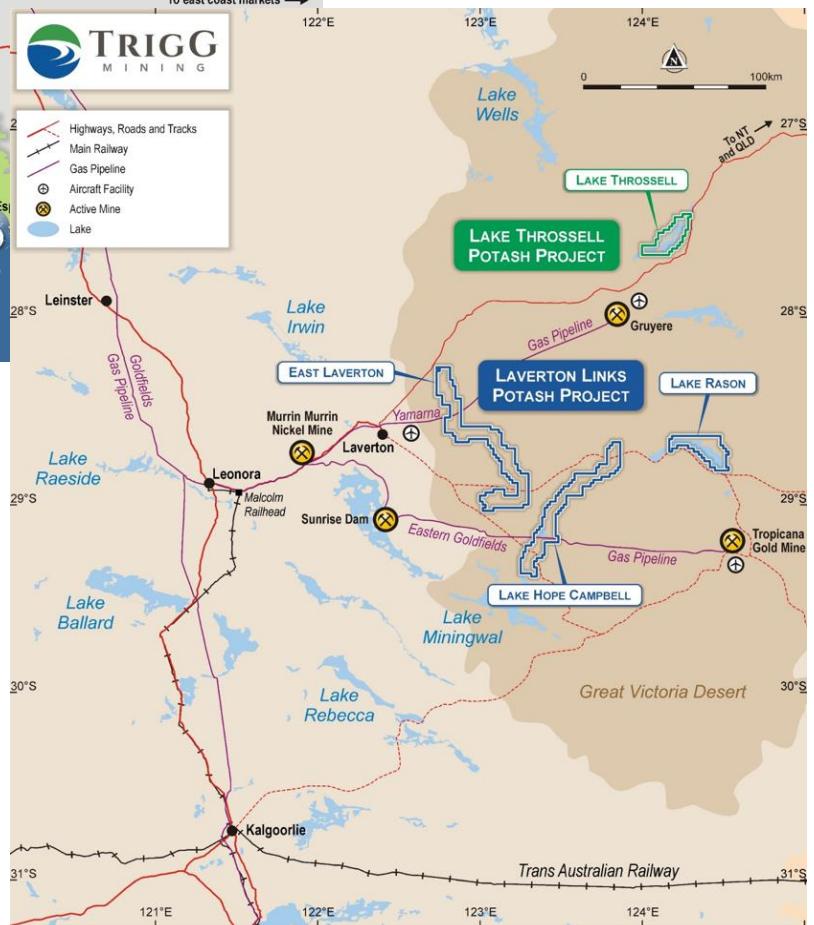 To east coast markets
122°E
123°E
124°E
TRIGG
MINING
N
0
100km
Lake
Wells
27°S
To NT
and QLD
Highways, Roads and Tracks
Main Railway
Gas Pipeline
Aircraft Facility
Active Mine
Lake
LAKE THROSSELL
LAKE THROSSELL
POTASH PROJECT
Leinster
28°S
28°S
Lake
Irwin
Gruyere
Gas Pipeline
Goldfields
Gas Pipeline
EAST LAVERTON
LAVERTON LINKS
POTASH PROJECT
LAKE RASON
Murrin Murrin
Nickel Mine
Yamarna
Laverton
Lake
Raeside
Leonora
Malcolm
Railhead
29°S
29°S
Sunrise Dam
Eastern Goldfields
Gas Pipeline
Tropicana
Gold Mine
LAKE HOPE CAMPBELL
Lake
Ballard
Lake
Miningwal
30°S
30°S
Great Victoria Desert
Lake
Rebecca
Kalgoorlie
31°S
31°S
Trans Australian Railway
121°E
122°E
123°E
124°E